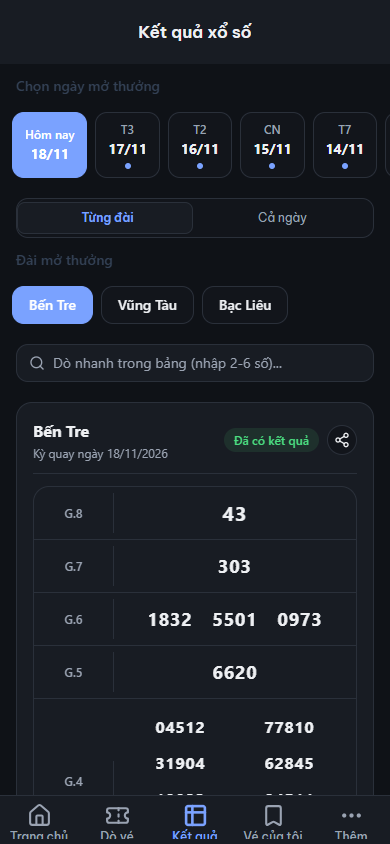 Kết quả xổ số
Chọn ngày mở thưởng
Hôm nay T3 T2 CN T7
18/11 17/11 16/11 15/11 14/11
Từng đài Cả ngày
Đài mở thưởng
Bến Tre Vũng Tàu Bạc Liêu
Dò nhanh trong bảng (nhập 2-6 số)...
Bến Tre
Kỳ quay ngày 18/11/2026
Đã có kết quả
G.8 43
G.7 303
G.6 1832 5501 0973
G.5 6620
04512 77810
31904 62845
G.4
Trang chủ Dò vé Kết quả Vé của tôi Thêm